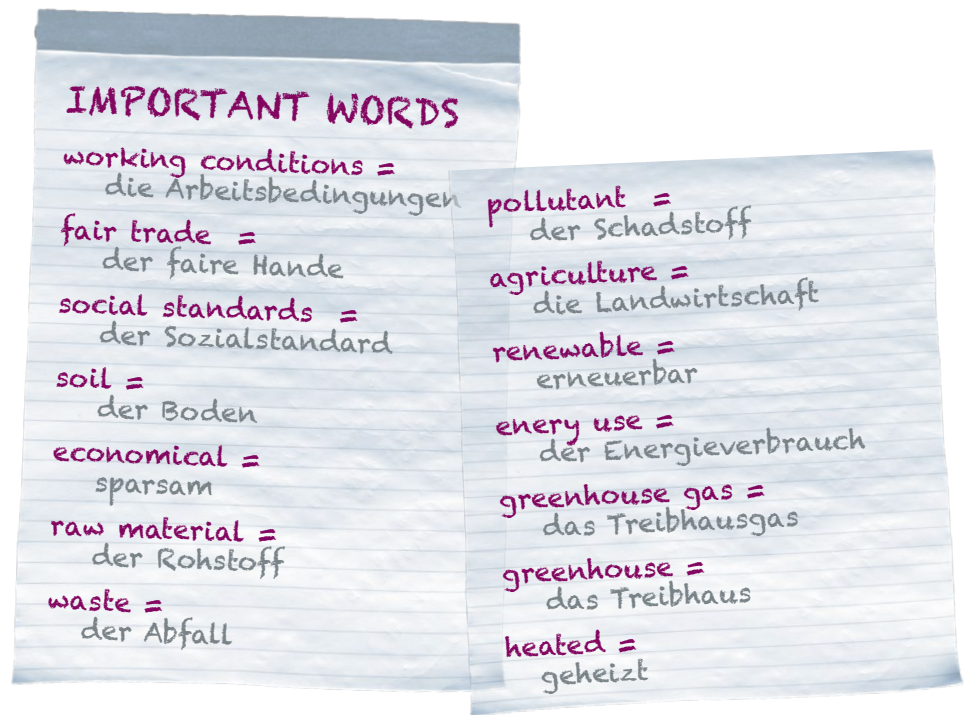 IMPORTANT WORDS
working conditions =
die Arbeitsbedingungen
fair trade =
der faire Hande
social standards =
der Sozialstandard
soil =
der Boden
economical =
sparsam
raw material =
der Rohstoff
waste =
der Abfall
pollutant =
der Schadstoff
agriculture =
die Landwirtschaft
renewable =
erneuerbar
enery use =
der Energieverbrauch
greenhouse gas =
das Treibhausgas
greenhouse =
das Treibhaus
heated =
geheizt